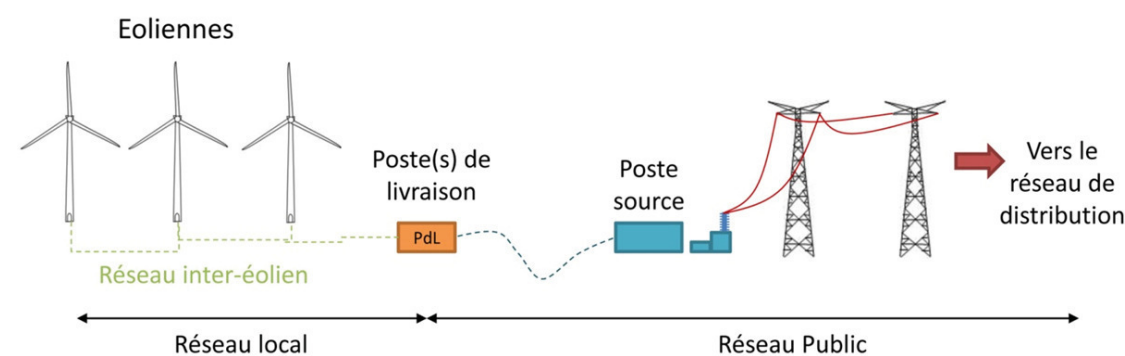 Eoliennes
Poste(s) de
livraison
PdL
Réseau inter-éolien
Poste
source
Vers le
réseau de
distribution
Réseau local
Réseau Public